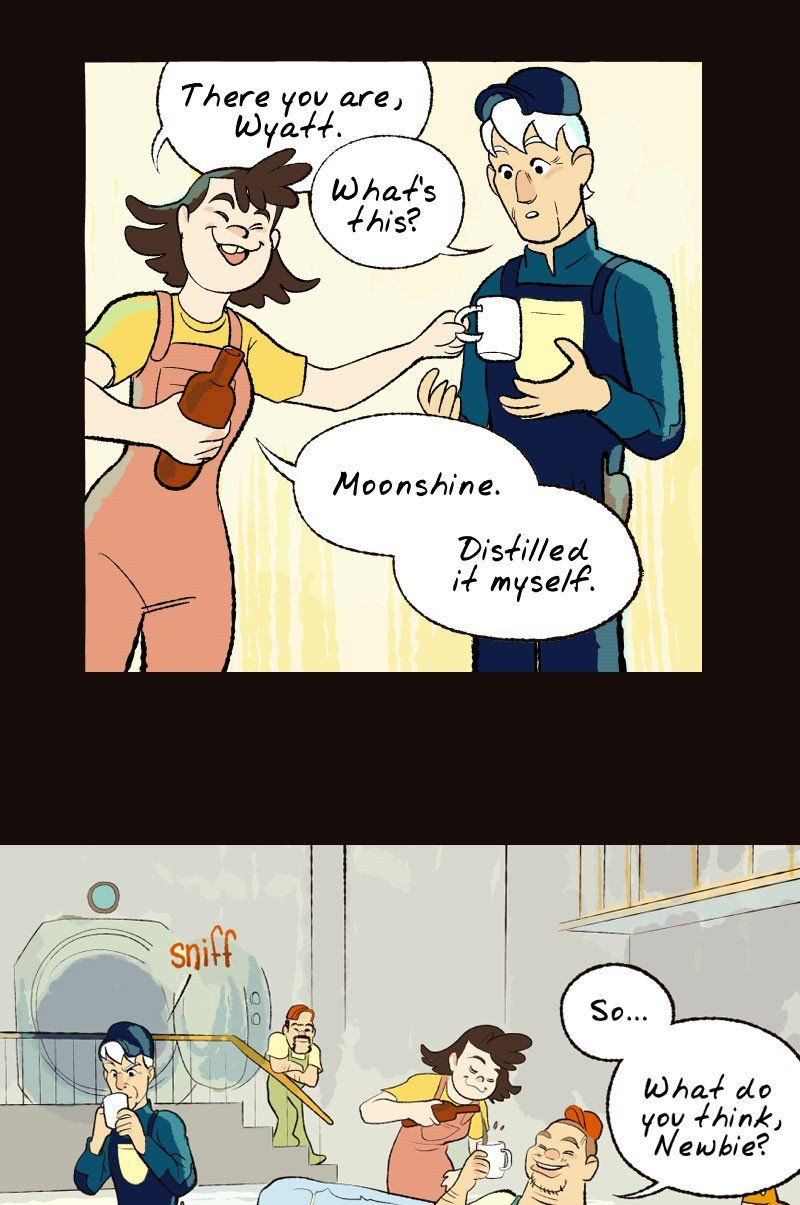 There you are,
Wyatt.
What's
this?
Moonshine.
Distilled
it myself.
sniff
So...
What do
you think,
Newbie?